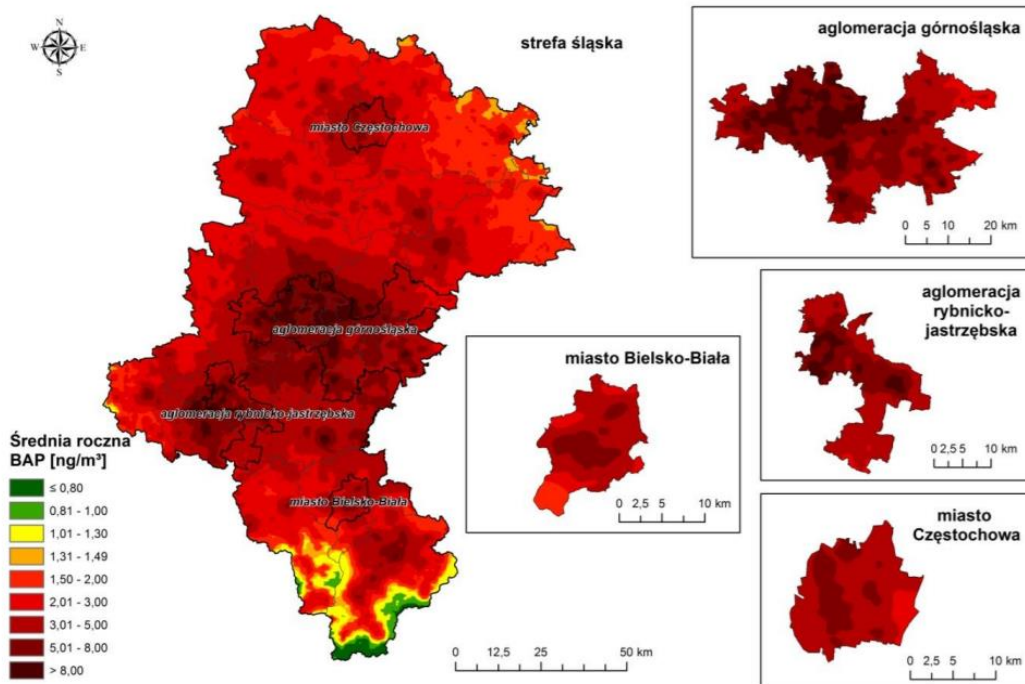 N
W E
S
strefa śląska
miasto Częstochowa
aglomeracja górnośląska
aglomeracja rybnicko-jastrzębska
miasto Bielsko-Biała
Średnia roczna
BAP [ng/m³]
≤ 0,80
0,81 - 1,00
1,01 - 1,30
1,31 - 1,49
1,50 - 2,00
2,01 - 3,00
3,01 - 5,00
5,01 - 8,00
> 8,00
0 12,5 25 50 km
miasto Bielsko-Biała
0 2,5 5 10 km
aglomeracja górnośląska
0 5 10 20 km
aglomeracja
rybnicko-
jastrzębska
0 2,5 5 10 km
miasto
Częstochowa
0 2,5 5 10 km